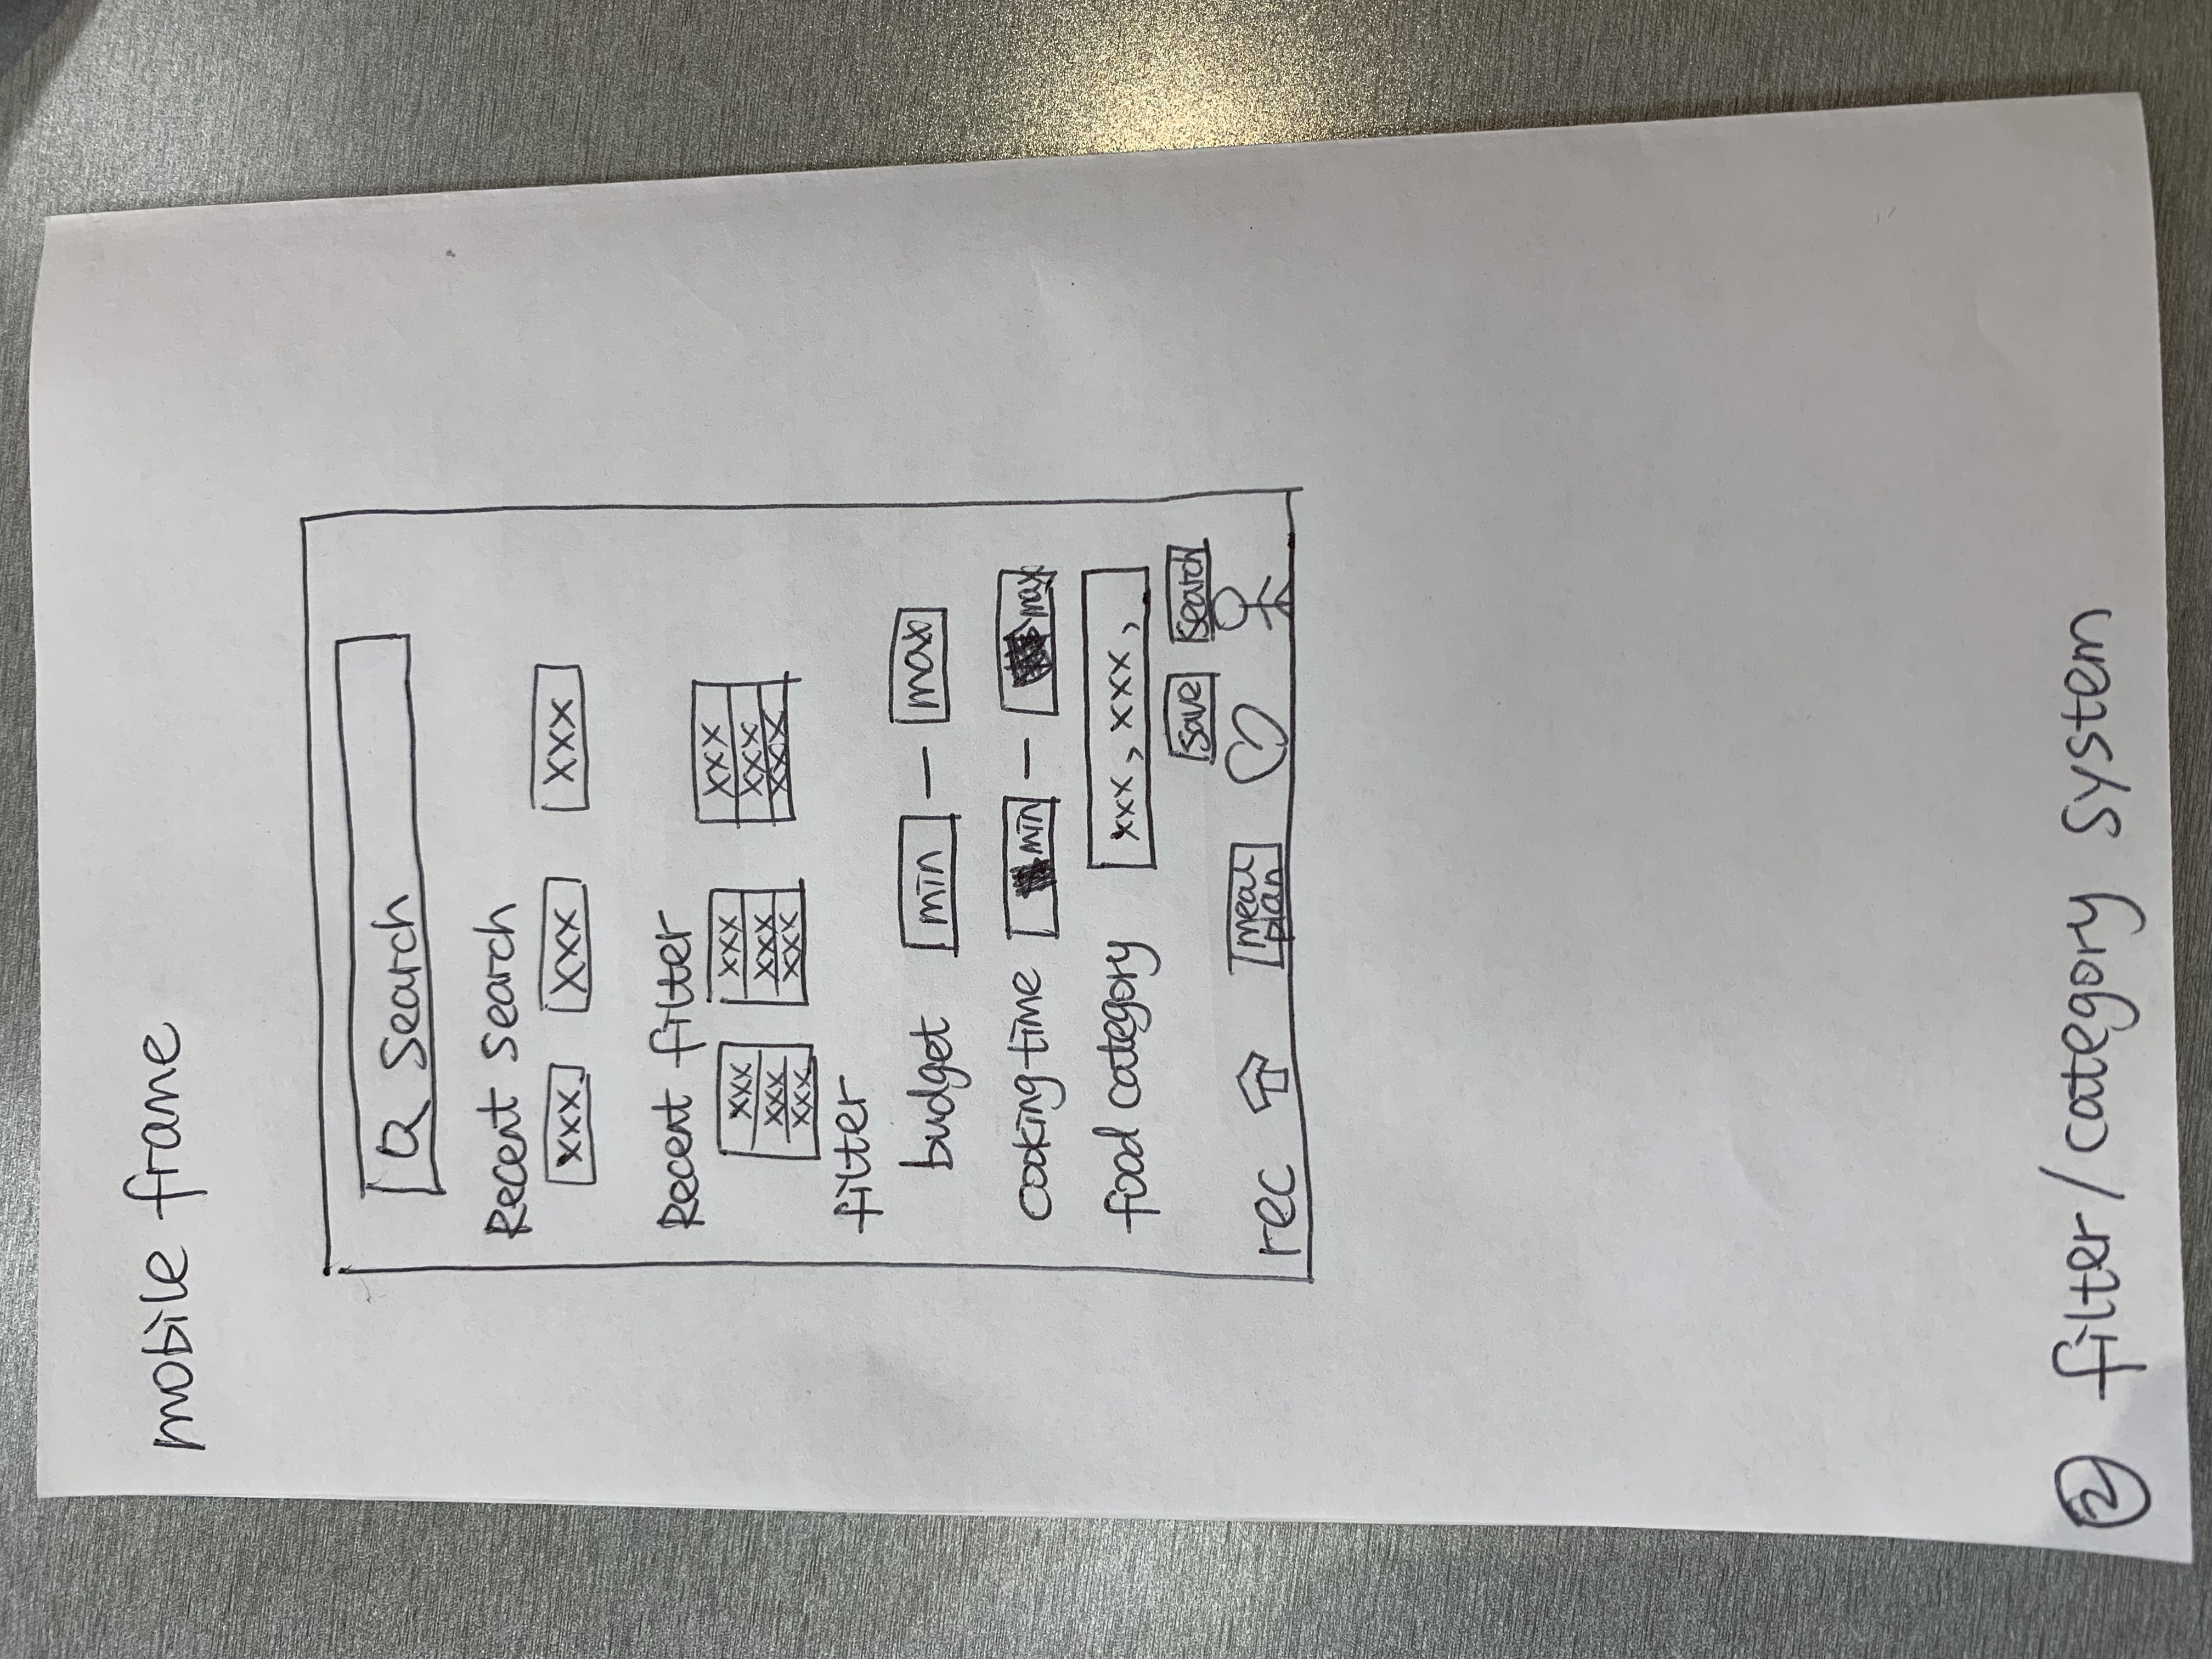 mobile frame
Search
Recent Search
xxx xxx xxx
Recent filter
xxx xxx xxx
xxx xxx xxx
xxx xxx xxx
filter
budget min — max
cooking time min — max
food category xxx, xxx,
save search
rec meal plan
② filter/category system